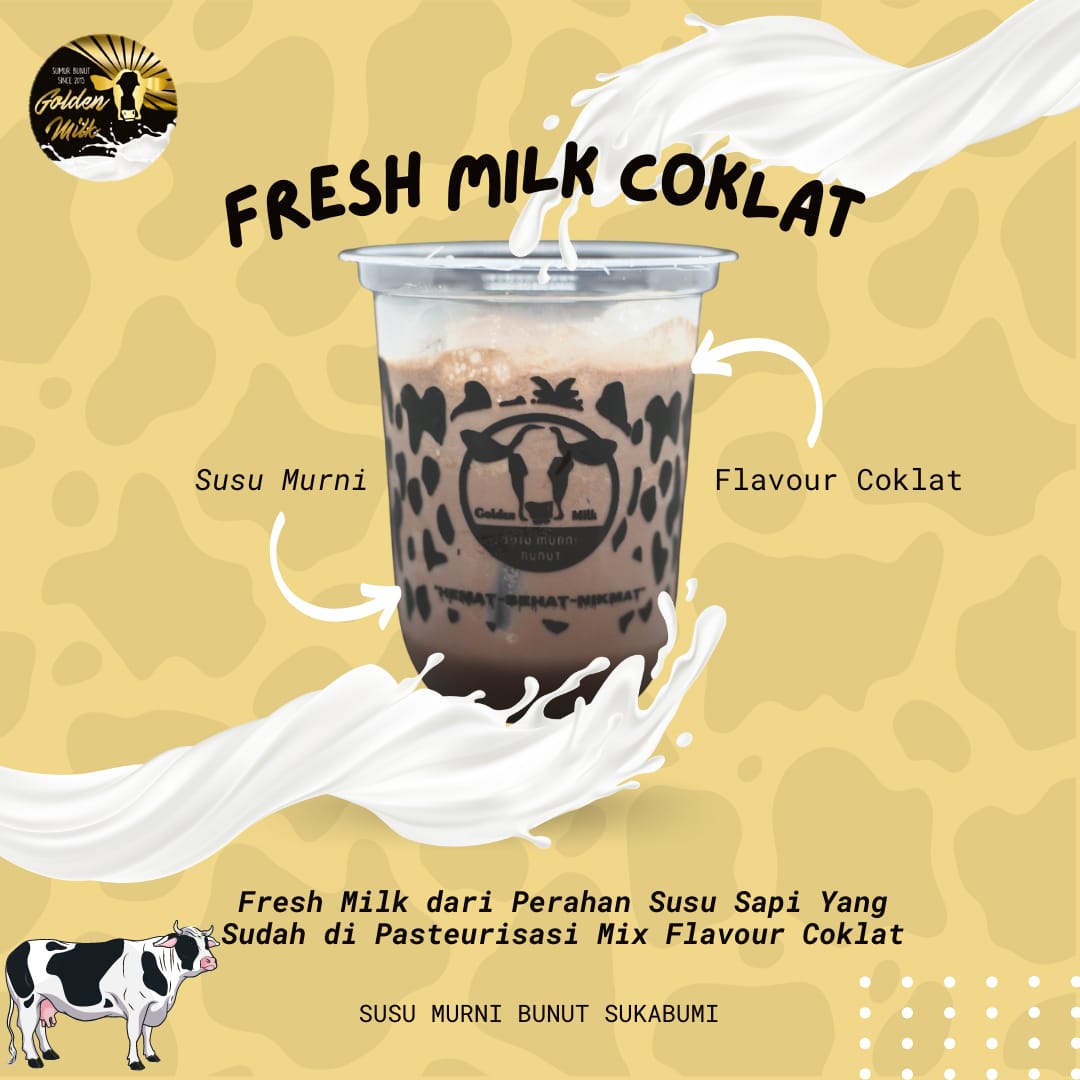 SUMUR BUNUT
SINCE 2015
Golden
Milk
FRESH MILK COKLAT
Susu Murni
Flavour Coklat
Golden Milk
SUSU MURNI
BUNUT
"HEMAT-SEHAT-NIKMAT"
Fresh Milk dari Perahan Susu Sapi Yang
Sudah di Pasteurisasi Mix Flavour Coklat
SUSU MURNI BUNUT SUKABUMI